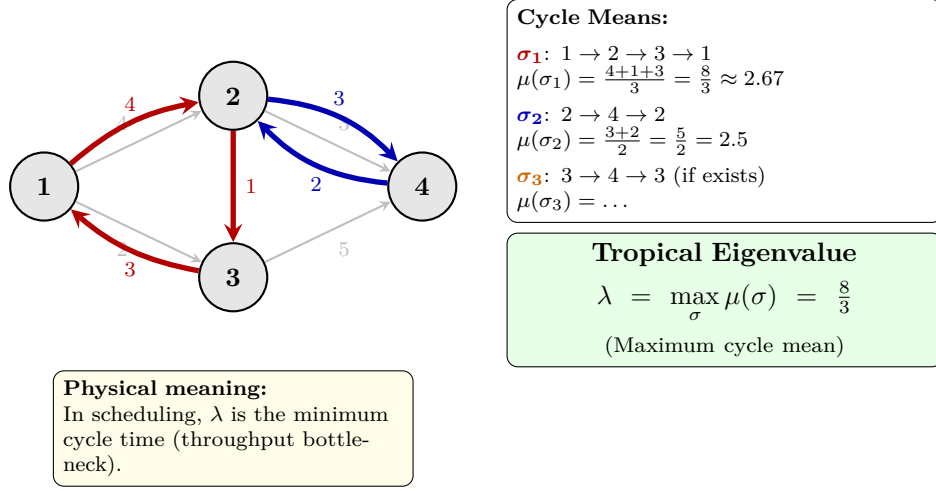 4
4
2
3
3
1
3
2
5
1
2
3
4
Cycle Means:
σ₁: 1 → 2 → 3 → 1
μ(σ₁) = (4+1+3)/3 = 8/3 ≈ 2.67
σ₂: 2 → 4 → 2
μ(σ₂) = (3+2)/2 = 5/2 = 2.5
σ₃: 3 → 4 → 3 (if exists)
μ(σ₃) = …
Tropical Eigenvalue
λ = max_σ μ(σ) = 8/3
(Maximum cycle mean)
Physical meaning:
In scheduling, λ is the minimum
cycle time (throughput bottle-
neck).